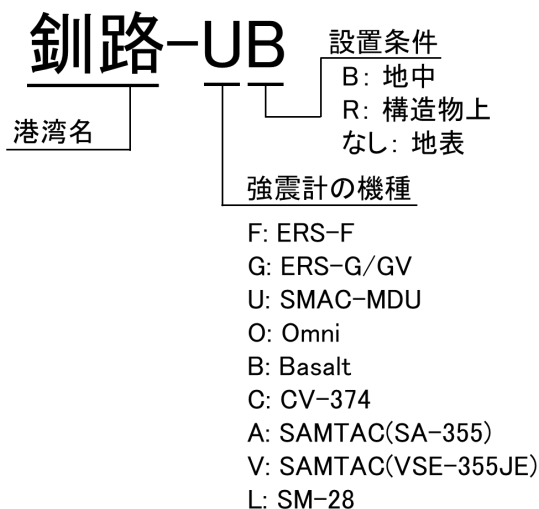 釧路-UB
設置条件
B: 地中
R: 構造物上
なし: 地表
港湾名
強震計の機種
F: ERS-F
G: ERS-G/GV
U: SMAC-MDU
O: Omni
B: Basalt
C: CV-374
A: SAMTAC(SA-355)
V: SAMTAC(VSE-355JE)
L: SM-28